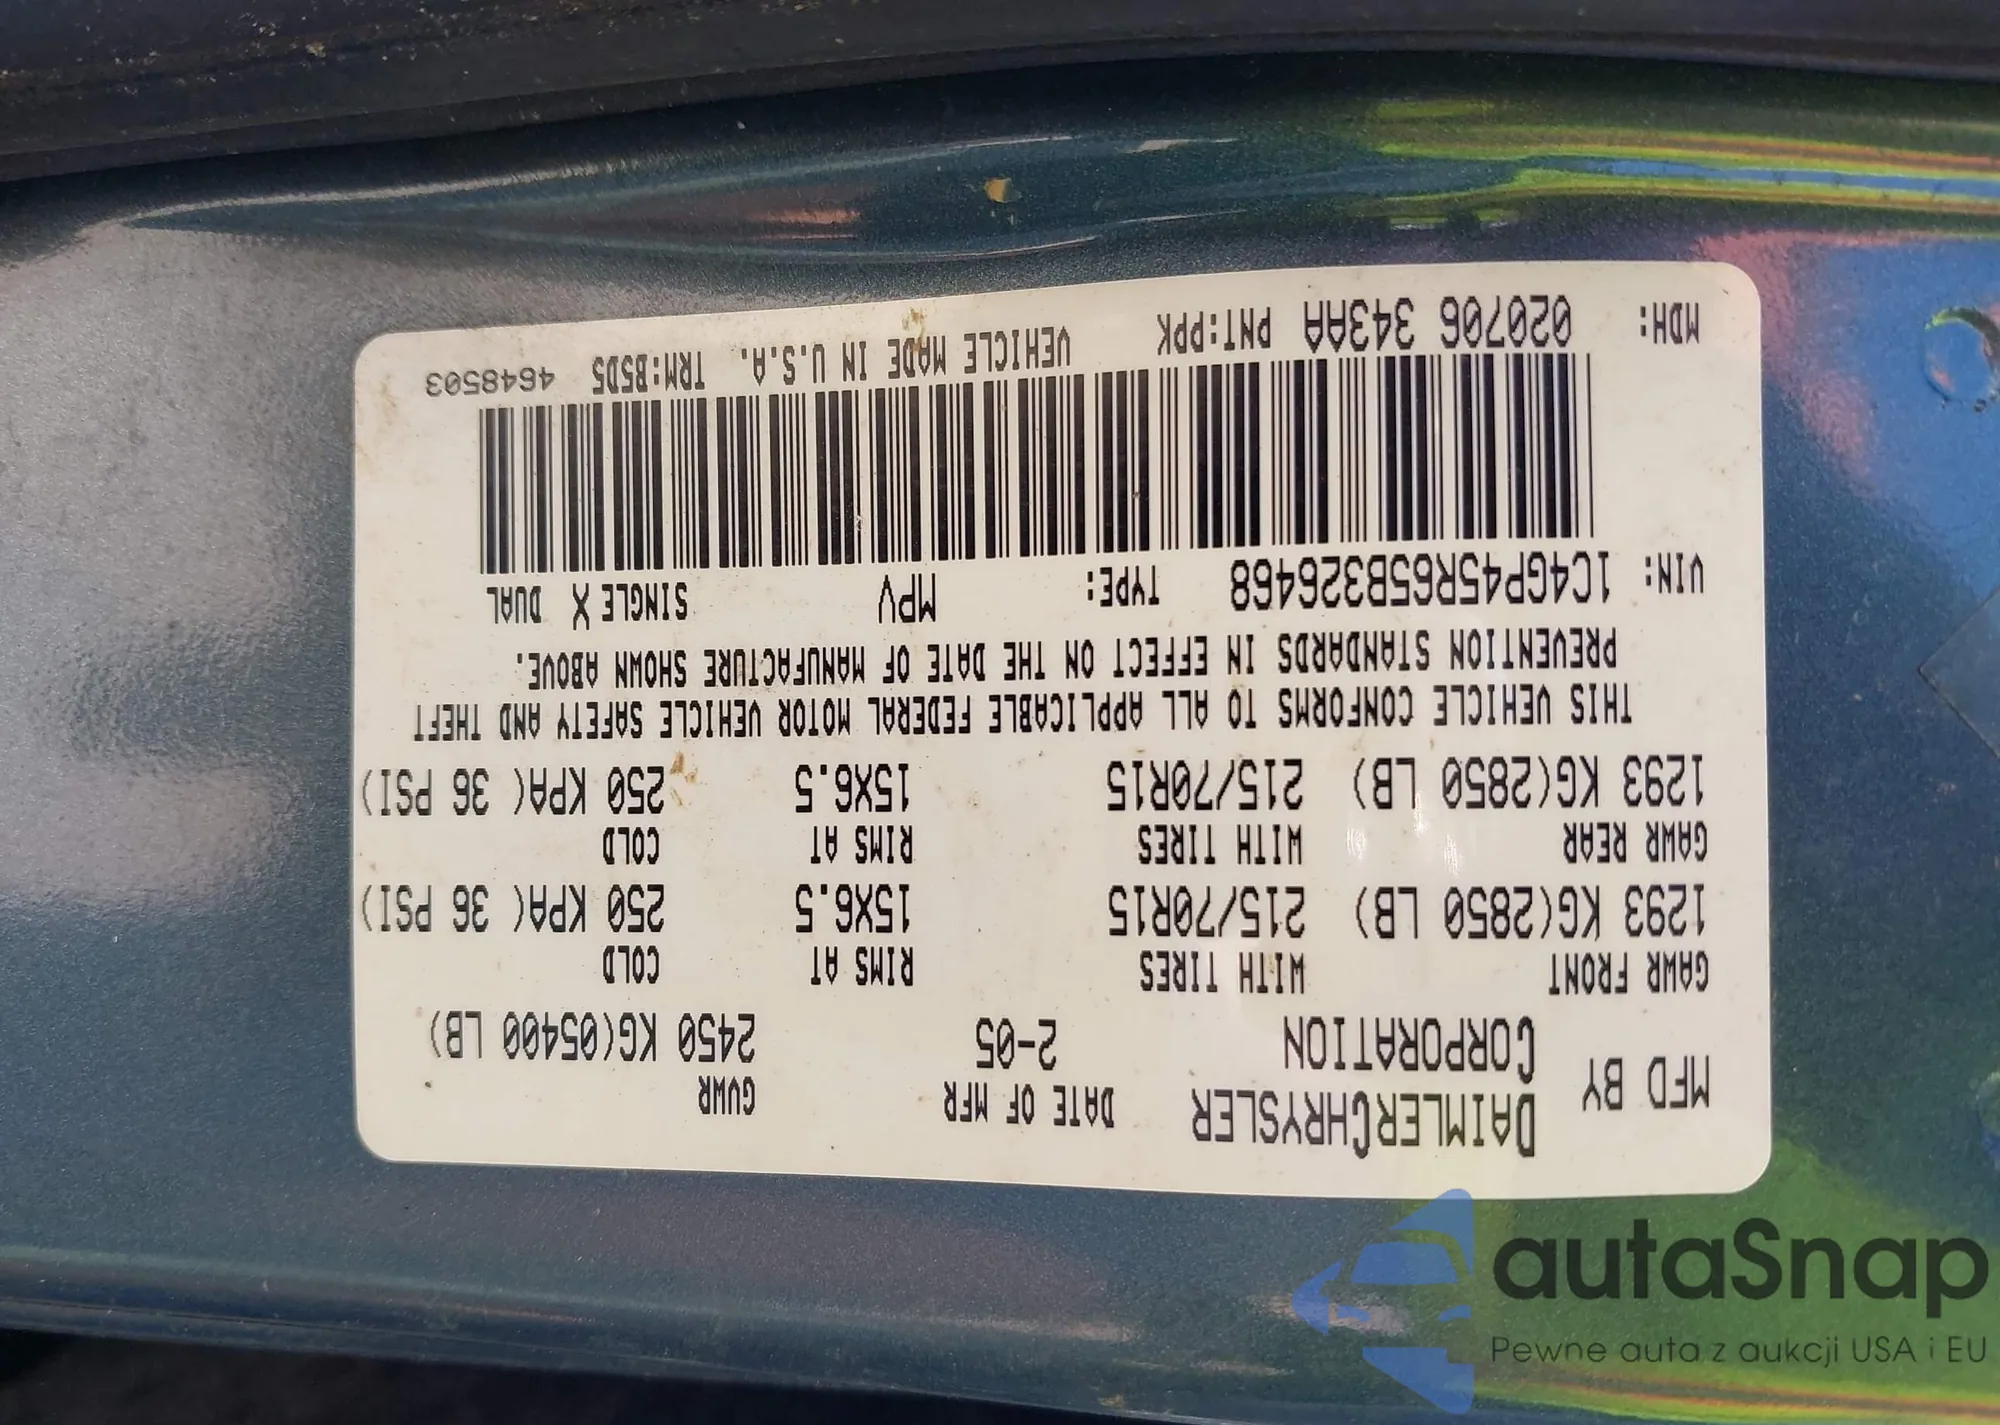 MFD BY DAIMLERCHRYSLER CORPORATION DATE OF MFR 2-05 GVWR 2450 KG(05400 LB)
GAWR FRONT WITH TIRES RIMS AT COLD
1293 KG(2850 LB) 215/70R15 15X6.5 250 KPA( 36 PSI)
GAWR REAR WITH TIRES RIMS AT COLD
1293 KG(2850 LB) 215/70R15 15X6.5 250 KPA( 36 PSI)
THIS VEHICLE CONFORMS TO ALL APPLICABLE FEDERAL MOTOR VEHICLE SAFETY AND THEFT
PREVENTION STANDARDS IN EFFECT ON THE DATE OF MANUFACTURE SHOWN ABOVE.
VIN: 1C4GP45R65B326468 TYPE: MPV SINGLE X DUAL
MDH: 020706 343AA PNT:PPK VEHICLE MADE IN U.S.A. TRM:B5D5 4648503
autaSnap
Pewne auta z aukcji USA i EU